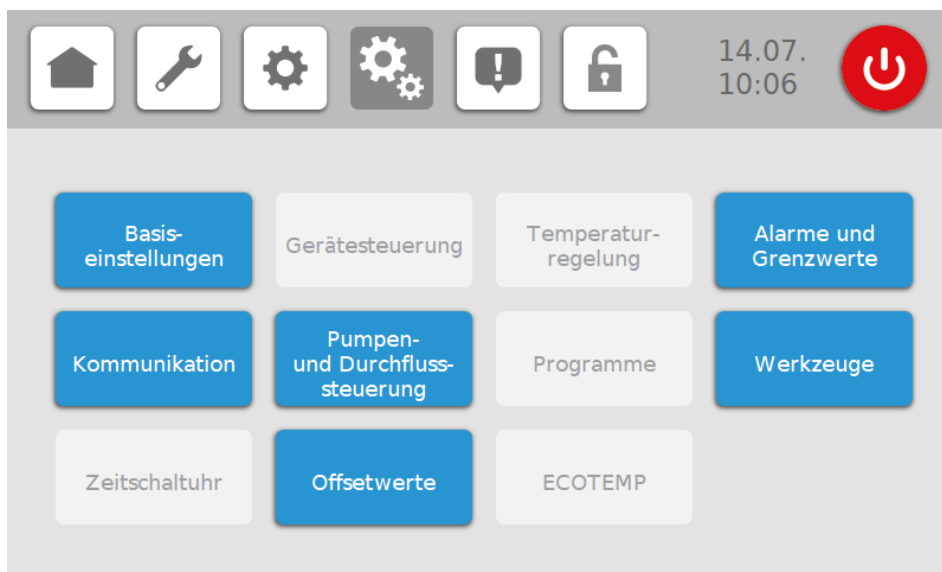 14.07.
10:06
Basis-
einstellungen
Gerätesteuerung
Temperatur-
regelung
Alarme und
Grenzwerte
Kommunikation
Pumpen-
und Durchfluss-
steuerung
Programme
Werkzeuge
Zeitschaltuhr
Offsetwerte
ECOTEMP